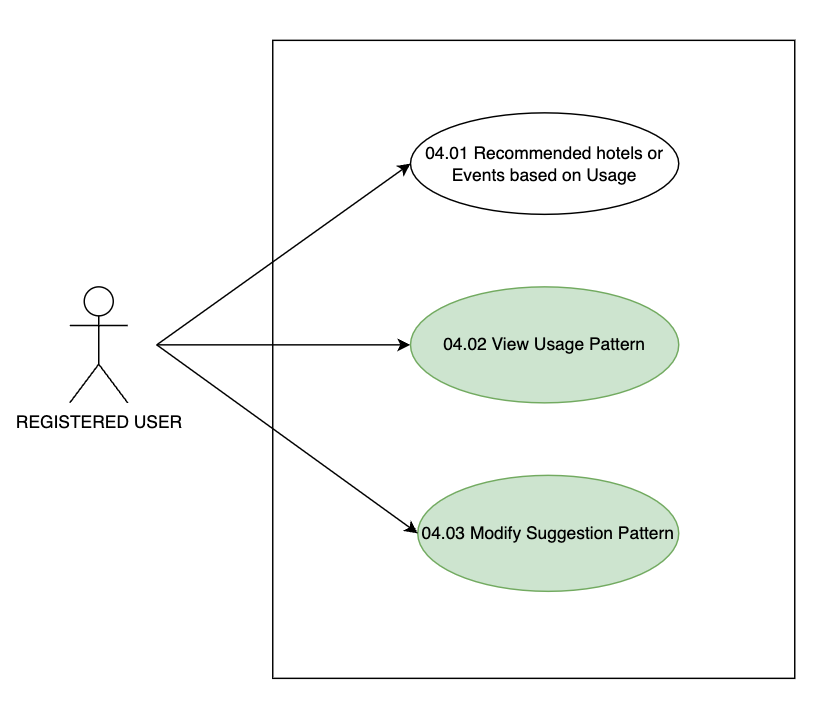 04.01 Recommended hotels or
Events based on Usage
04.02 View Usage Pattern
REGISTERED USER
04.03 Modify Suggestion Pattern